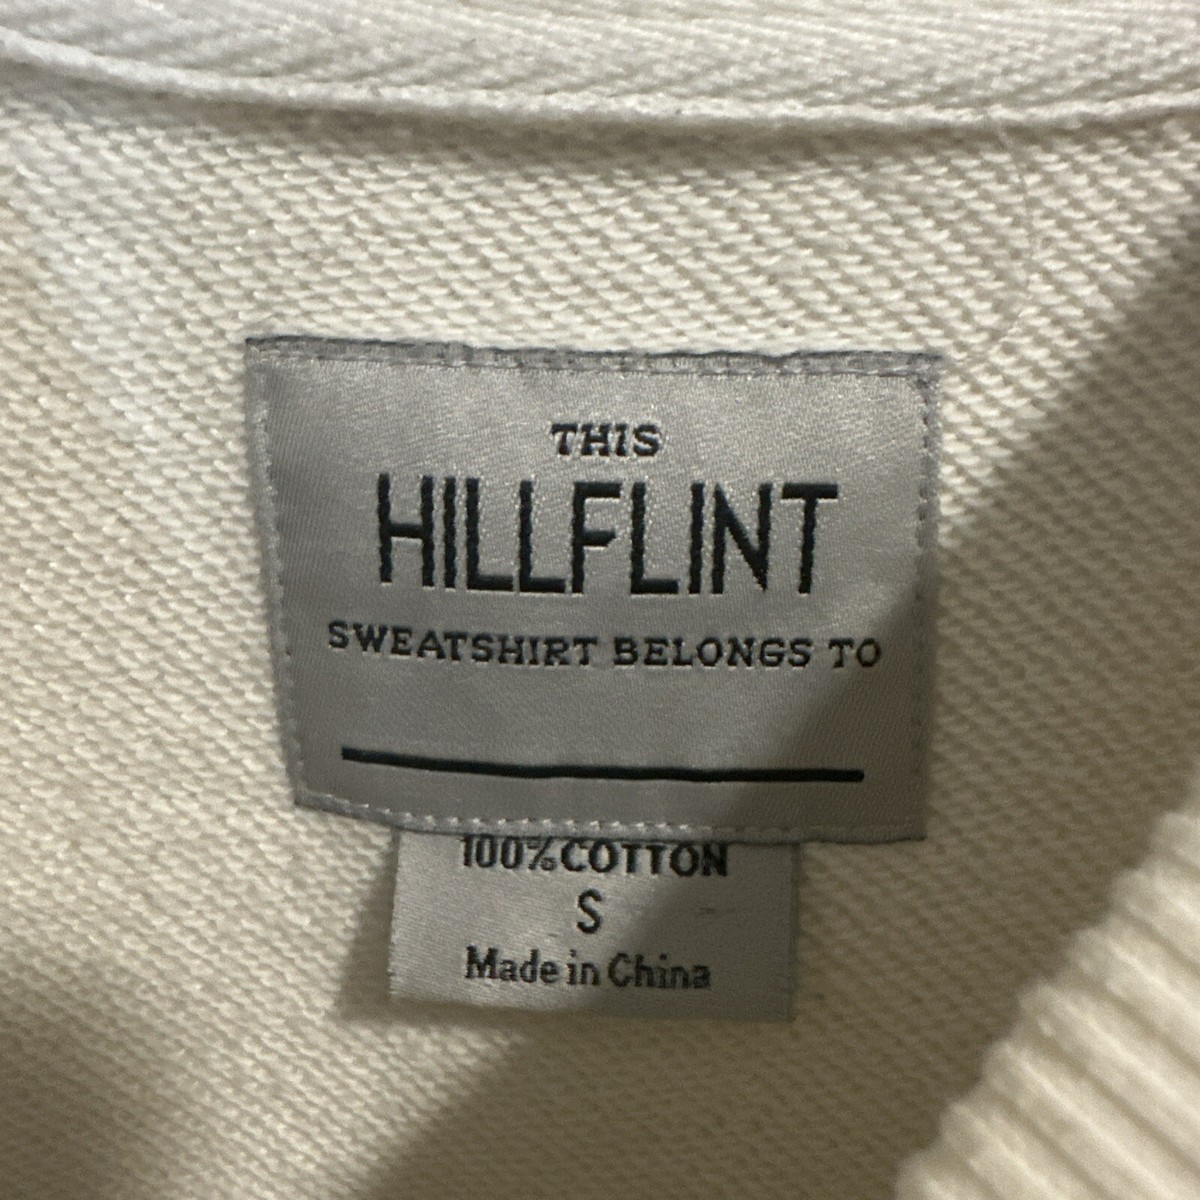 THIS
HILLFLINT
SWEATSHIRT BELONGS TO
100% COTTON
S
Made in China